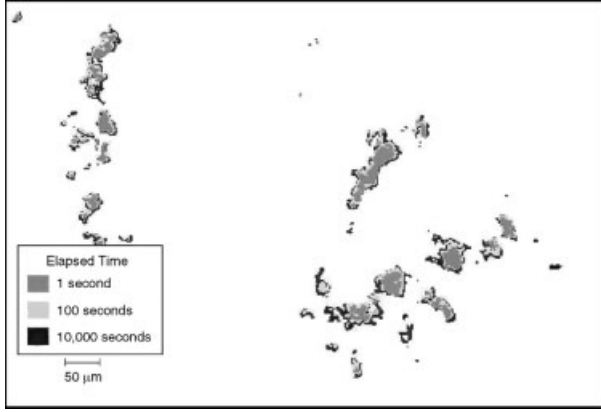 Elapsed Time
1 second
100 seconds
10,000 seconds
50 μm